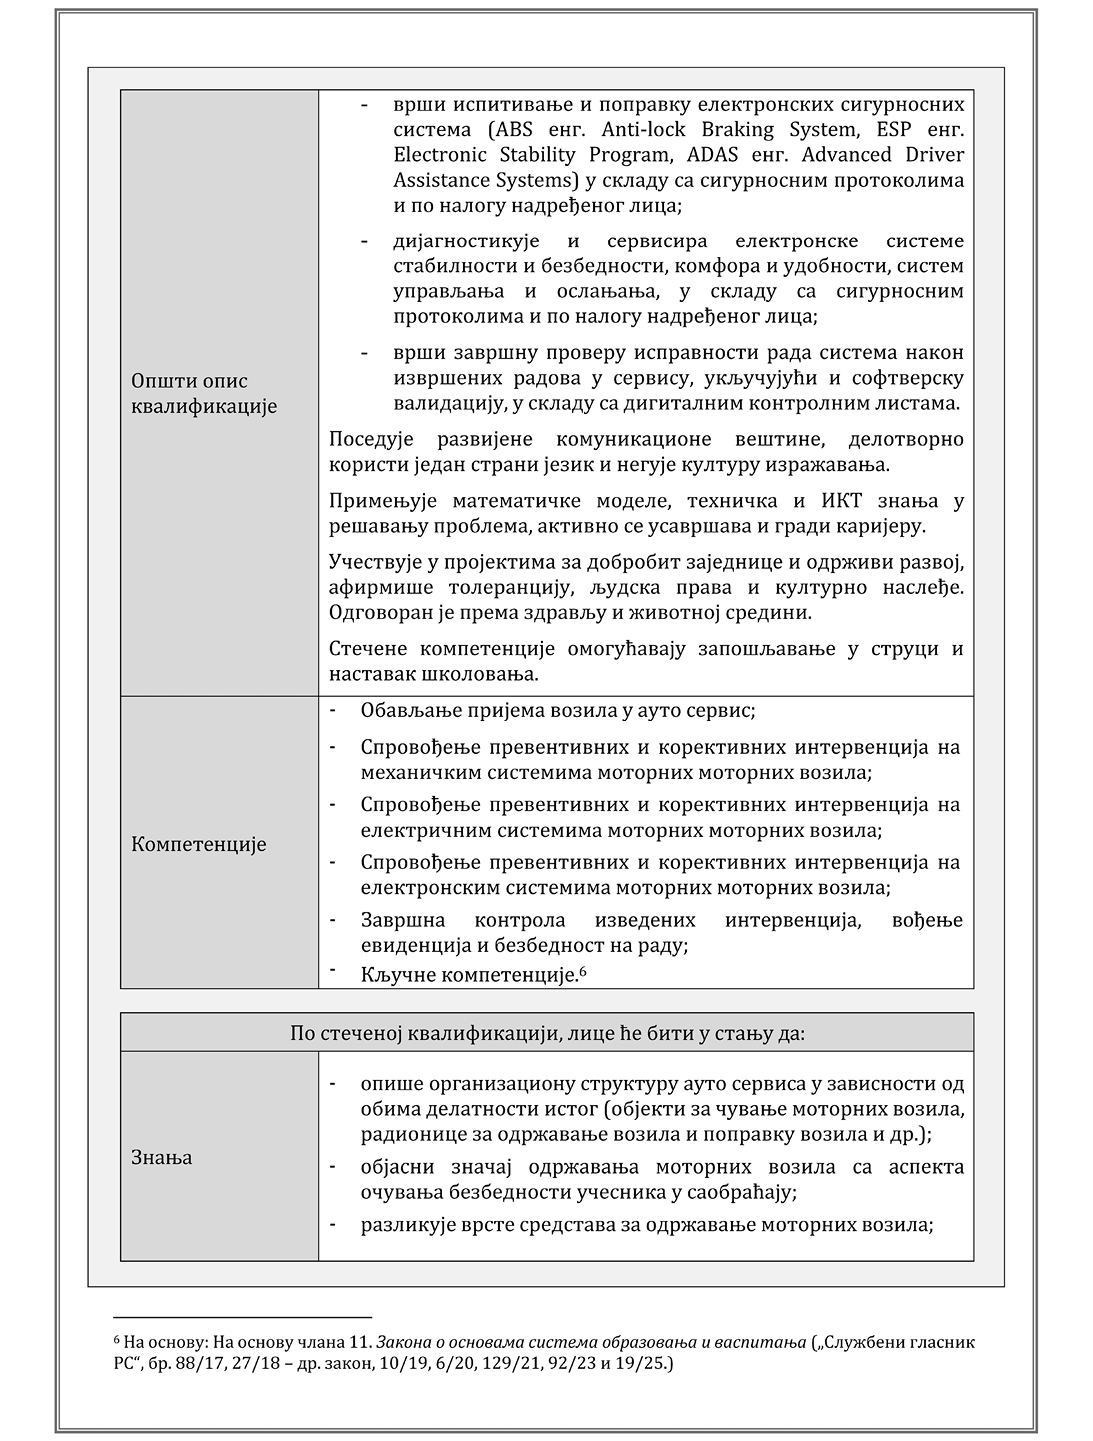 - врши испитивање и поправку електронских сигурносних
система (ABS енг. Anti-lock Braking System, ESP енг.
Electronic Stability Program, ADAS енг. Advanced Driver
Assistance Systems) у складу са сигурносним протоколима
и по налогу надређеног лица;
- дијагностикује и сервисира електронске системе
стабилности и безбедности, комфора и удобности, систем
управљања и ослањања, у складу са сигурносним
протоколима и по налогу надређеног лица;
- врши завршну проверу исправности рада система након
извршених радова у сервису, укључујући и софтверску
валидацију, у складу са дигиталним контролним листама.
Општи опис
квалификације
Поседује развијене комуникационе вештине, делотворно
користи један страни језик и негује културу изражавања.
Примењује математичке моделе, техничка и ИКТ знања у
решавању проблема, активно се усавршава и гради каријеру.
Учествује у пројектима за добробит заједнице и одрживи развој,
афирмише толеранцију, људска права и културно наслеђе.
Одговоран је према здрављу и животној средини.
Стечене компетенције омогућавају запошљавање у струци и
наставак школовања.
Компетенције
- Обављање пријема возила у ауто сервис;
- Спровођење превентивних и корективних интервенција на
механичким системима моторних моторних возила;
- Спровођење превентивних и корективних интервенција на
електричним системима моторних моторних возила;
- Спровођење превентивних и корективних интервенција на
електронским системима моторних моторних возила;
- Завршна контрола изведених интервенција, вођење
евиденција и безбедност на раду;
- Кључне компетенције.⁶
По стеченој квалификацији, лице ће бити у стању да:
Знања
- опише организациону структуру ауто сервиса у зависности од
обима делатности истог (објекти за чување моторних возила,
радионице за одржавање возила и поправку возила и др.);
- објасни значај одржавања моторних возила са аспекта
очувања безбедности учесника у саобраћају;
- разликује врсте средстава за одржавање моторних возила;
⁶ На основу: На основу члана 11. Закона о основама система образовања и васпитања („Службени гласник
РС“, бр. 88/17, 27/18 – др. закон, 10/19, 6/20, 129/21, 92/23 и 19/25.)